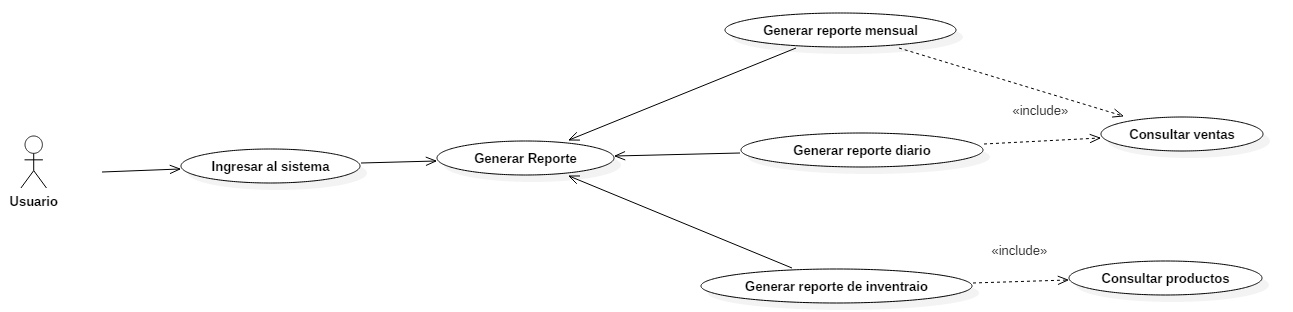 Generar reporte mensual
«include»
Consultar ventas
Generar reporte diario
Generar Reporte
Ingresar al sistema
Usuario
«include»
Consultar productos
Generar reporte de inventraio